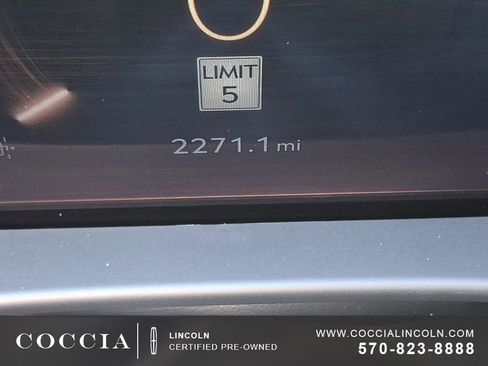 LIMIT
5
2271.1 mi
COCCIA
LINCOLN
CERTIFIED PRE-OWNED
WWW.COCCIALINCOLN.COM
570-823-8888